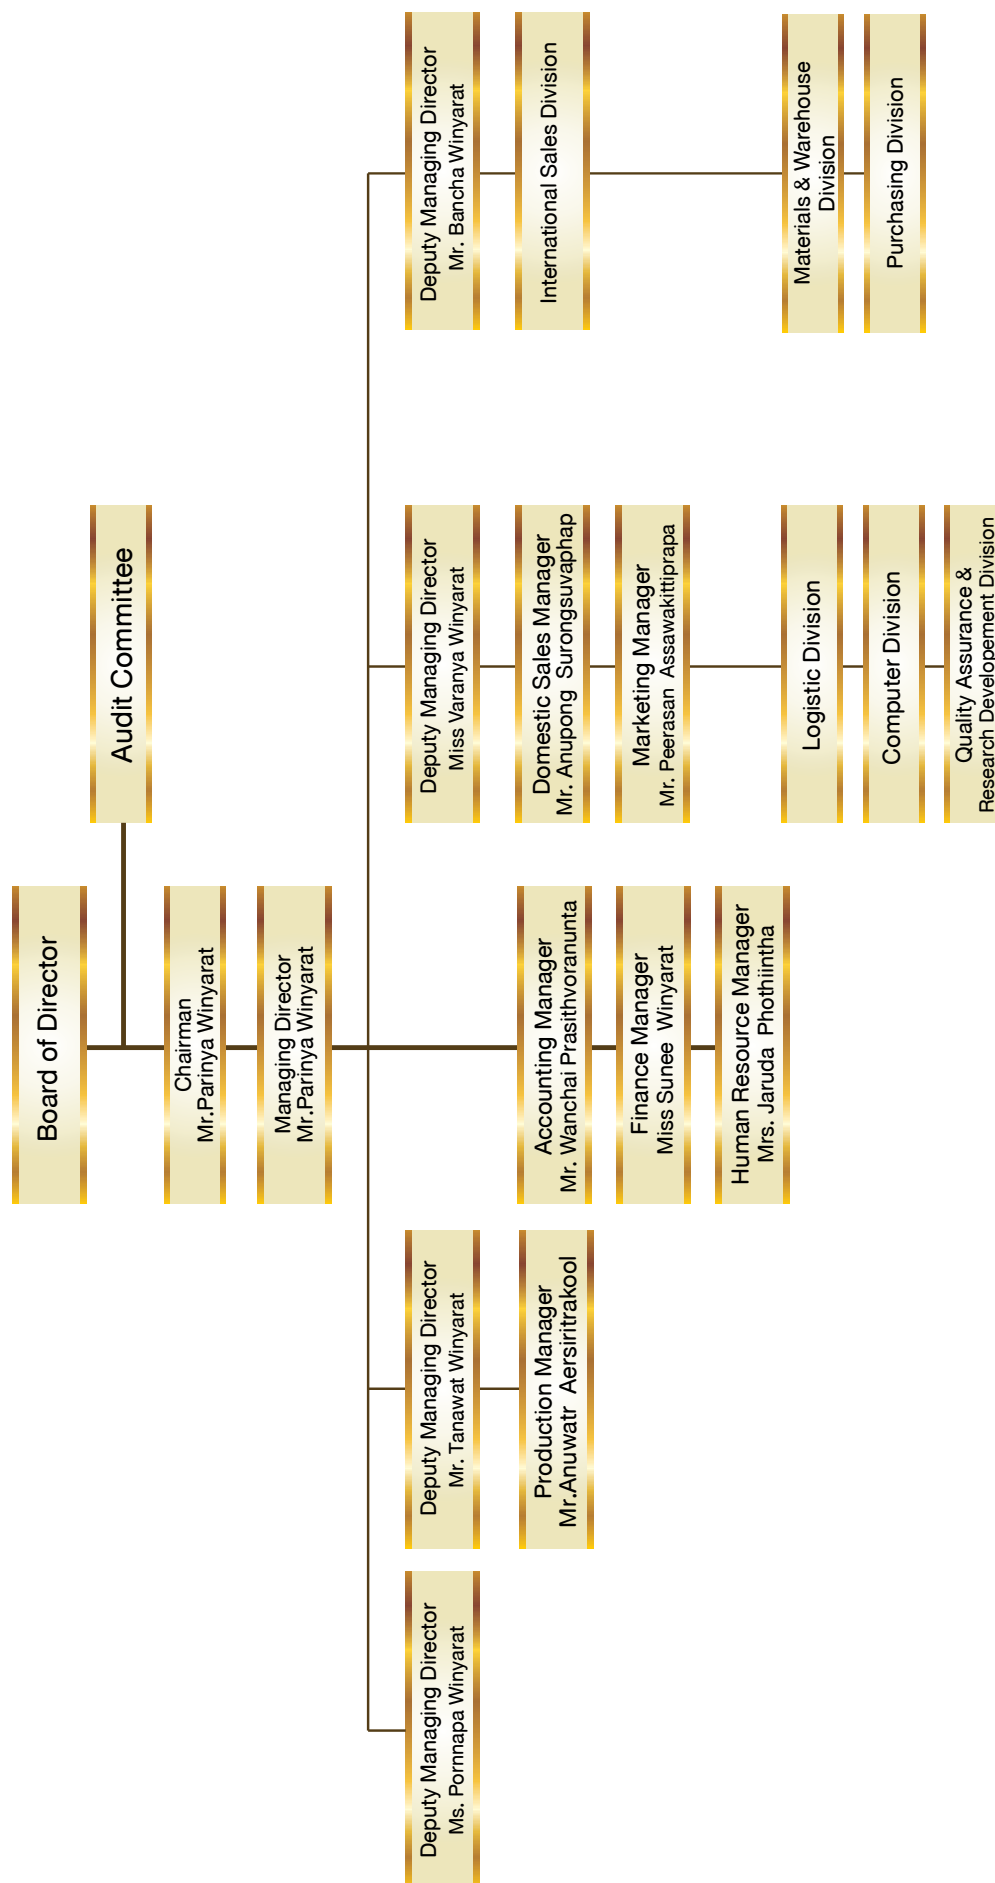 Board of Director
Audit Committee
Chairman
Mr.Parinya Winyarat
Managing Director
Mr.Parinya Winyarat
Deputy Managing Director
Ms. Pornnapa Winyarat
Deputy Managing Director
Mr. Tanawat Winyarat
Production Manager
Mr.Anuwatr Aersiritrakool
Accounting Manager
Mr. Wanchai Prasithvoranunta
Finance Manager
Miss Sunee Winyarat
Human Resource Manager
Mrs. Jaruda Phothiintha
Deputy Managing Director
Miss Varanya Winyarat
Domestic Sales Manager
Mr. Anupong Surongsuvaphap
Marketing Manager
Mr. Peerasan Assawakittiprapa
Logistic Division
Computer Division
Quality Assurance &
Research Developement Division
Deputy Managing Director
Mr. Bancha Winyarat
International Sales Division
Materials & Warehouse
Division
Purchasing Division